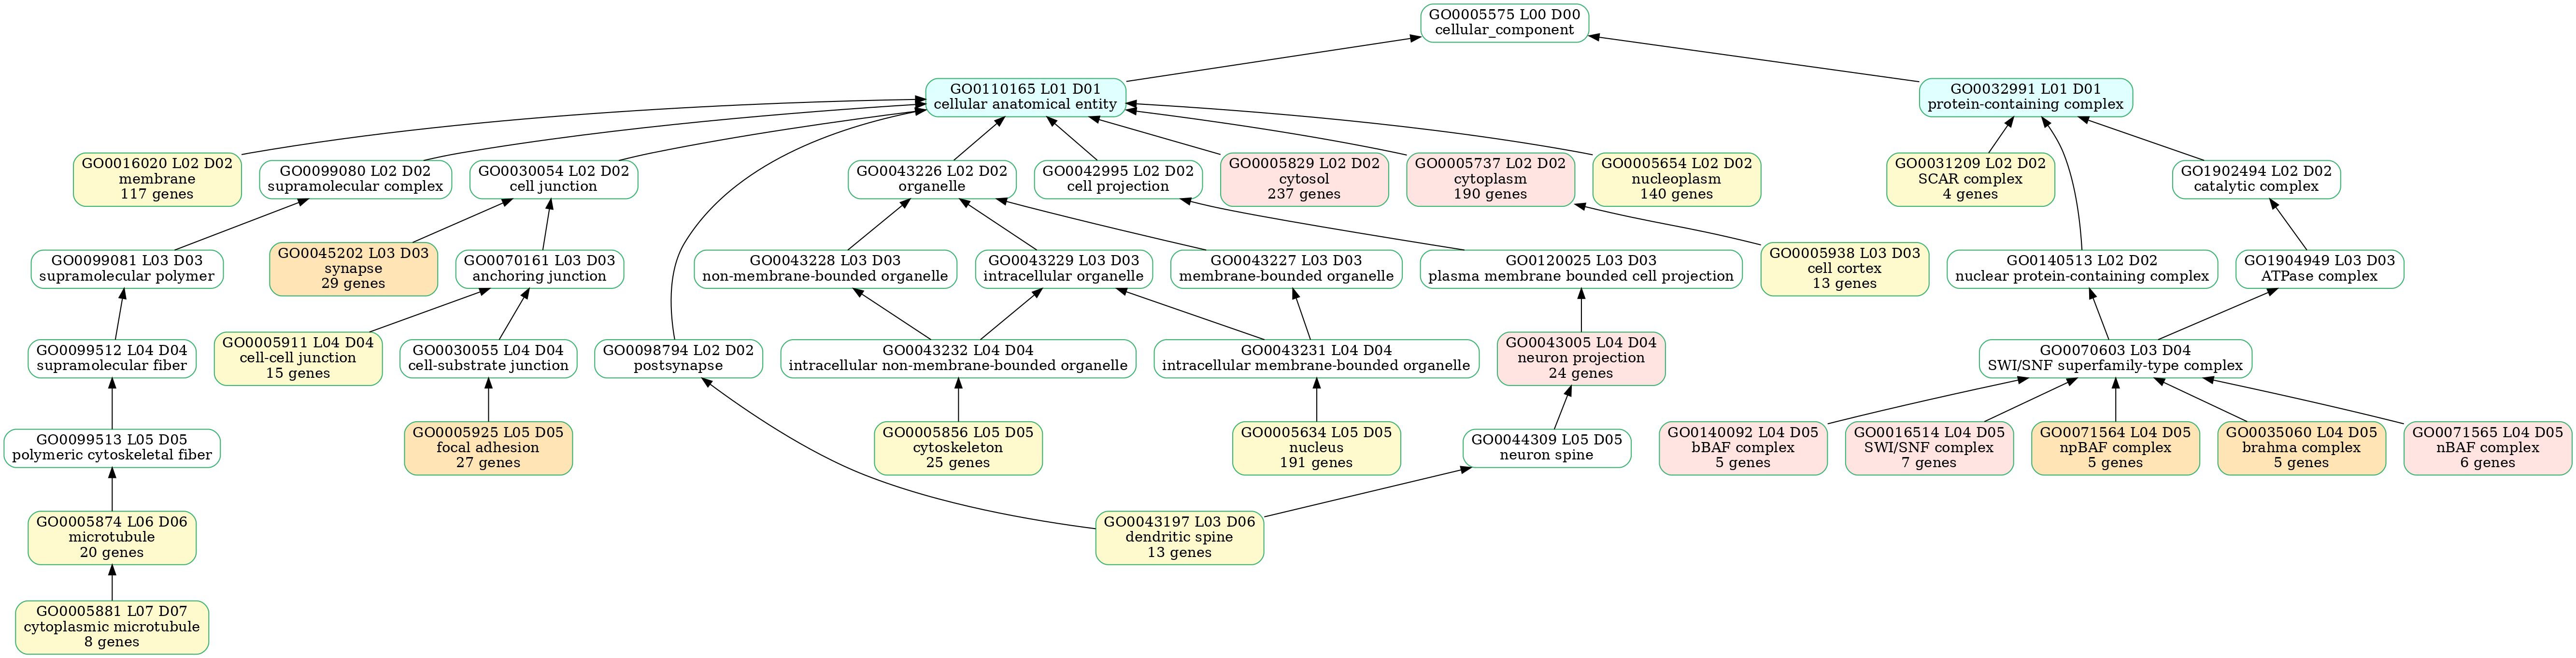 GO0005575 L00 D00
cellular_component
GO0110165 L01 D01
cellular anatomical entity
GO0032991 L01 D01
protein-containing complex
GO0016020 L02 D02
membrane
117 genes
GO0099080 L02 D02
supramolecular complex
GO0030054 L02 D02
cell junction
GO0043226 L02 D02
organelle
GO0042995 L02 D02
cell projection
GO0005829 L02 D02
cytosol
237 genes
GO0005737 L02 D02
cytoplasm
190 genes
GO0005654 L02 D02
nucleoplasm
140 genes
GO0031209 L02 D02
SCAR complex
4 genes
GO1902494 L02 D02
catalytic complex
GO0099081 L03 D03
supramolecular polymer
GO0045202 L03 D03
synapse
29 genes
GO0070161 L03 D03
anchoring junction
GO0043228 L03 D03
non-membrane-bounded organelle
GO0043229 L03 D03
intracellular organelle
GO0043227 L03 D03
membrane-bounded organelle
GO0120025 L03 D03
plasma membrane bounded cell projection
GO0005938 L03 D03
cell cortex
13 genes
GO0140513 L02 D02
nuclear protein-containing complex
GO1904949 L03 D03
ATPase complex
GO0099512 L04 D04
supramolecular fiber
GO0005911 L04 D04
cell-cell junction
15 genes
GO0030055 L04 D04
cell-substrate junction
GO0098794 L02 D02
postsynapse
GO0043232 L04 D04
intracellular non-membrane-bounded organelle
GO0043231 L04 D04
intracellular membrane-bounded organelle
GO0043005 L04 D04
neuron projection
24 genes
GO0070603 L03 D04
SWI/SNF superfamily-type complex
GO0099513 L05 D05
polymeric cytoskeletal fiber
GO0005925 L05 D05
focal adhesion
27 genes
GO0005856 L05 D05
cytoskeleton
25 genes
GO0005634 L05 D05
nucleus
191 genes
GO0044309 L05 D05
neuron spine
GO0140092 L04 D05
bBAF complex
5 genes
GO0016514 L04 D05
SWI/SNF complex
7 genes
GO0071564 L04 D05
npBAF complex
5 genes
GO0035060 L04 D05
brahma complex
5 genes
GO0071565 L04 D05
nBAF complex
6 genes
GO0005874 L06 D06
microtubule
20 genes
GO0043197 L03 D06
dendritic spine
13 genes
GO0005881 L07 D07
cytoplasmic microtubule
8 genes